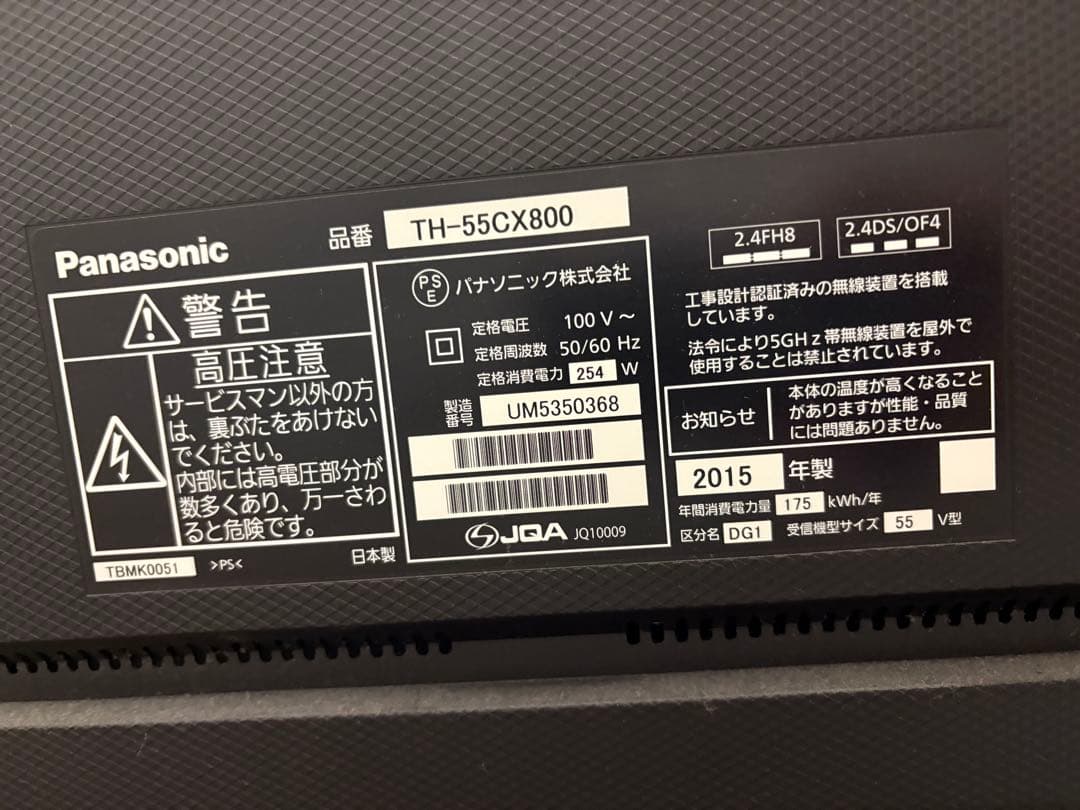 Panasonic
品番 TH-55CX800
警告
高圧注意
サービスマン以外の方
は、裏ぶたをあけない
でください。
内部には高電圧部分が
数多くあり、万一さわ
ると危険です。
TBMK0051 >PS<
日本製
PSE パナソニック株式会社
定格電圧 100 V ~
定格周波数 50/60 Hz
定格消費電力 254 W
製造
番号 UM5350368
JQA JQ10009
2.4FH8
2.4DS/OF4
工事設計認証済みの無線装置を搭載
しています。
法令により5GHz帯無線装置を屋外で
使用することは禁止されています。
お知らせ
本体の温度が高くなること
がありますが性能・品質
には問題ありません。
2015 年製
年間消費電力量 175 kWh/年
区分名 DG1 受信機型サイズ 55 V型